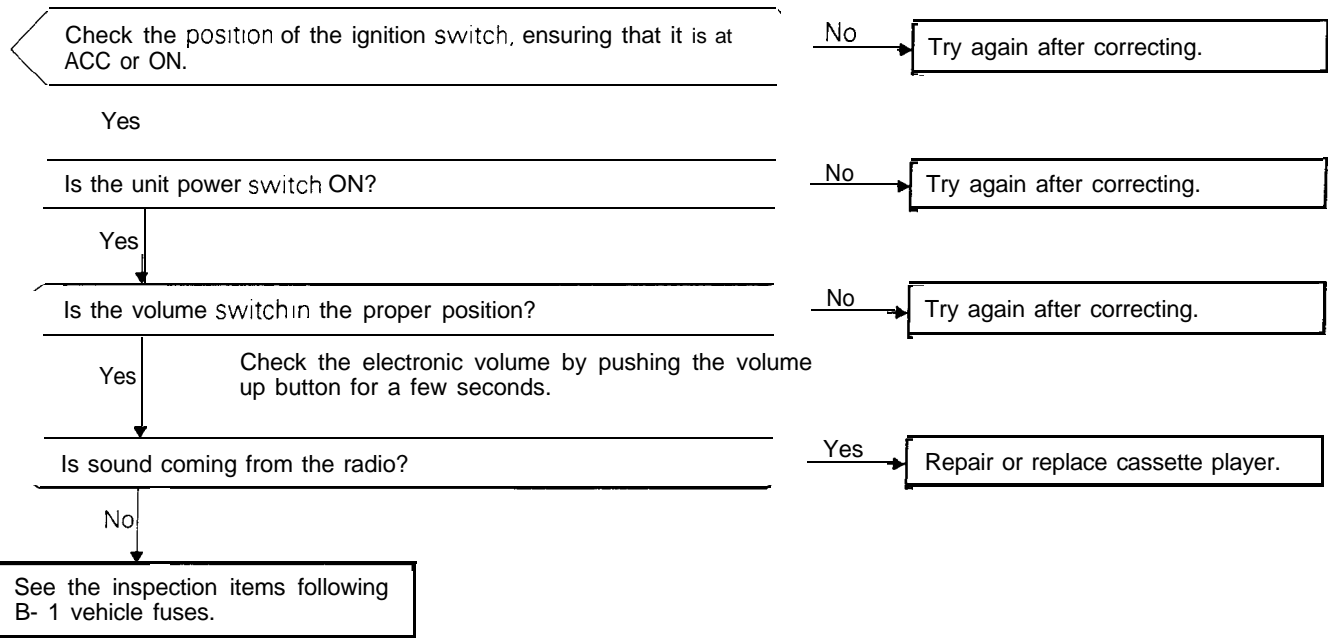 Check the position of the ignition switch, ensuring that it is at
ACC or ON.
No
Try again after correcting.
Yes
Is the unit power switch ON?
No
Try again after correcting.
Yes
Is the volume switch in the proper position?
No
Try again after correcting.
Yes
Check the electronic volume by pushing the volume
up button for a few seconds.
Is sound coming from the radio?
Yes
Repair or replace cassette player.
No
See the inspection items following
B- 1 vehicle fuses.